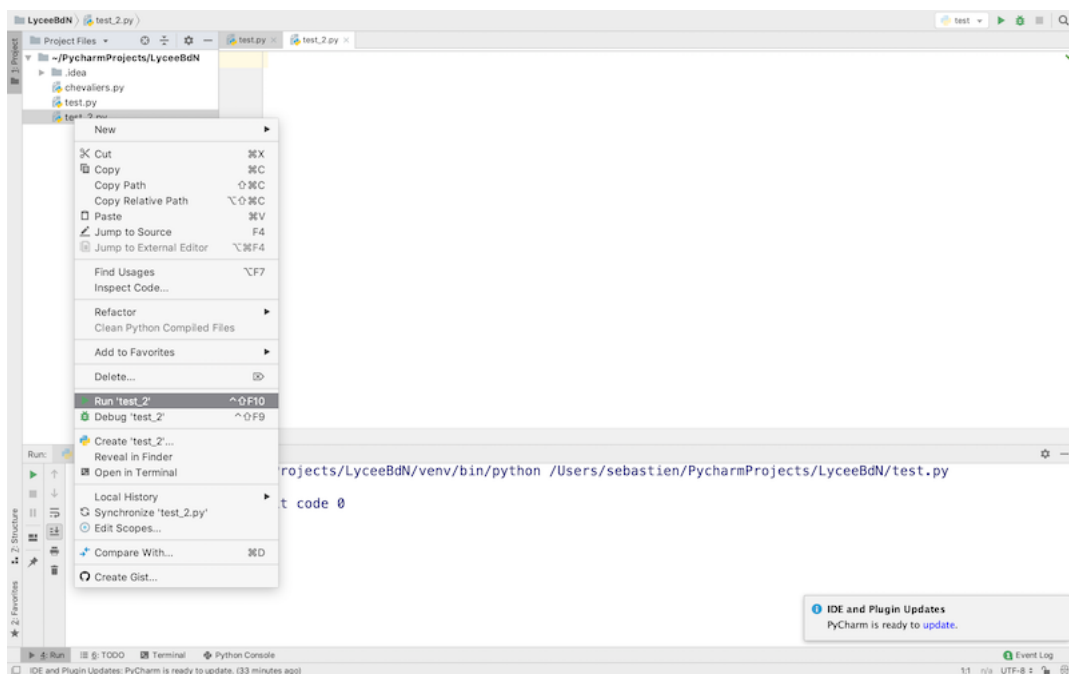 LyceeBdN test_2.py test
1: Project
Project Files test.py test_2.py
~/PycharmProjects/LyceeBdN
.idea
chevaliers.py
test.py
test_2.py
New
Cut ⌘X
Copy ⌘C
Copy Path ⇧⌘C
Copy Relative Path ⌥⇧⌘C
Paste ⌘V
Jump to Source F4
Jump to External Editor ⌥⌘F4
Find Usages ⌥F7
Inspect Code...
Refactor
Clean Python Compiled Files
Add to Favorites
Delete... ⌦
Run 'test_2' ^⇧F10
Debug 'test_2' ^⇧F9
Create 'test_2'...
Reveal in Finder
Open in Terminal
Local History
Synchronize 'test_2.py'
Edit Scopes...
Compare With... ⌘D
Create Gist...
Run:
rojects/LyceeBdN/venv/bin/python /Users/sebastien/PycharmProjects/LyceeBdN/test.py
t code 0
Z: Structure
2: Favorites
IDE and Plugin Updates
PyCharm is ready to update.
4: Run 6: TODO Terminal Python Console 1 Event Log
IDE and Plugin Updates: PyCharm is ready to update. (33 minutes ago) 1:1 n/a UTF-8